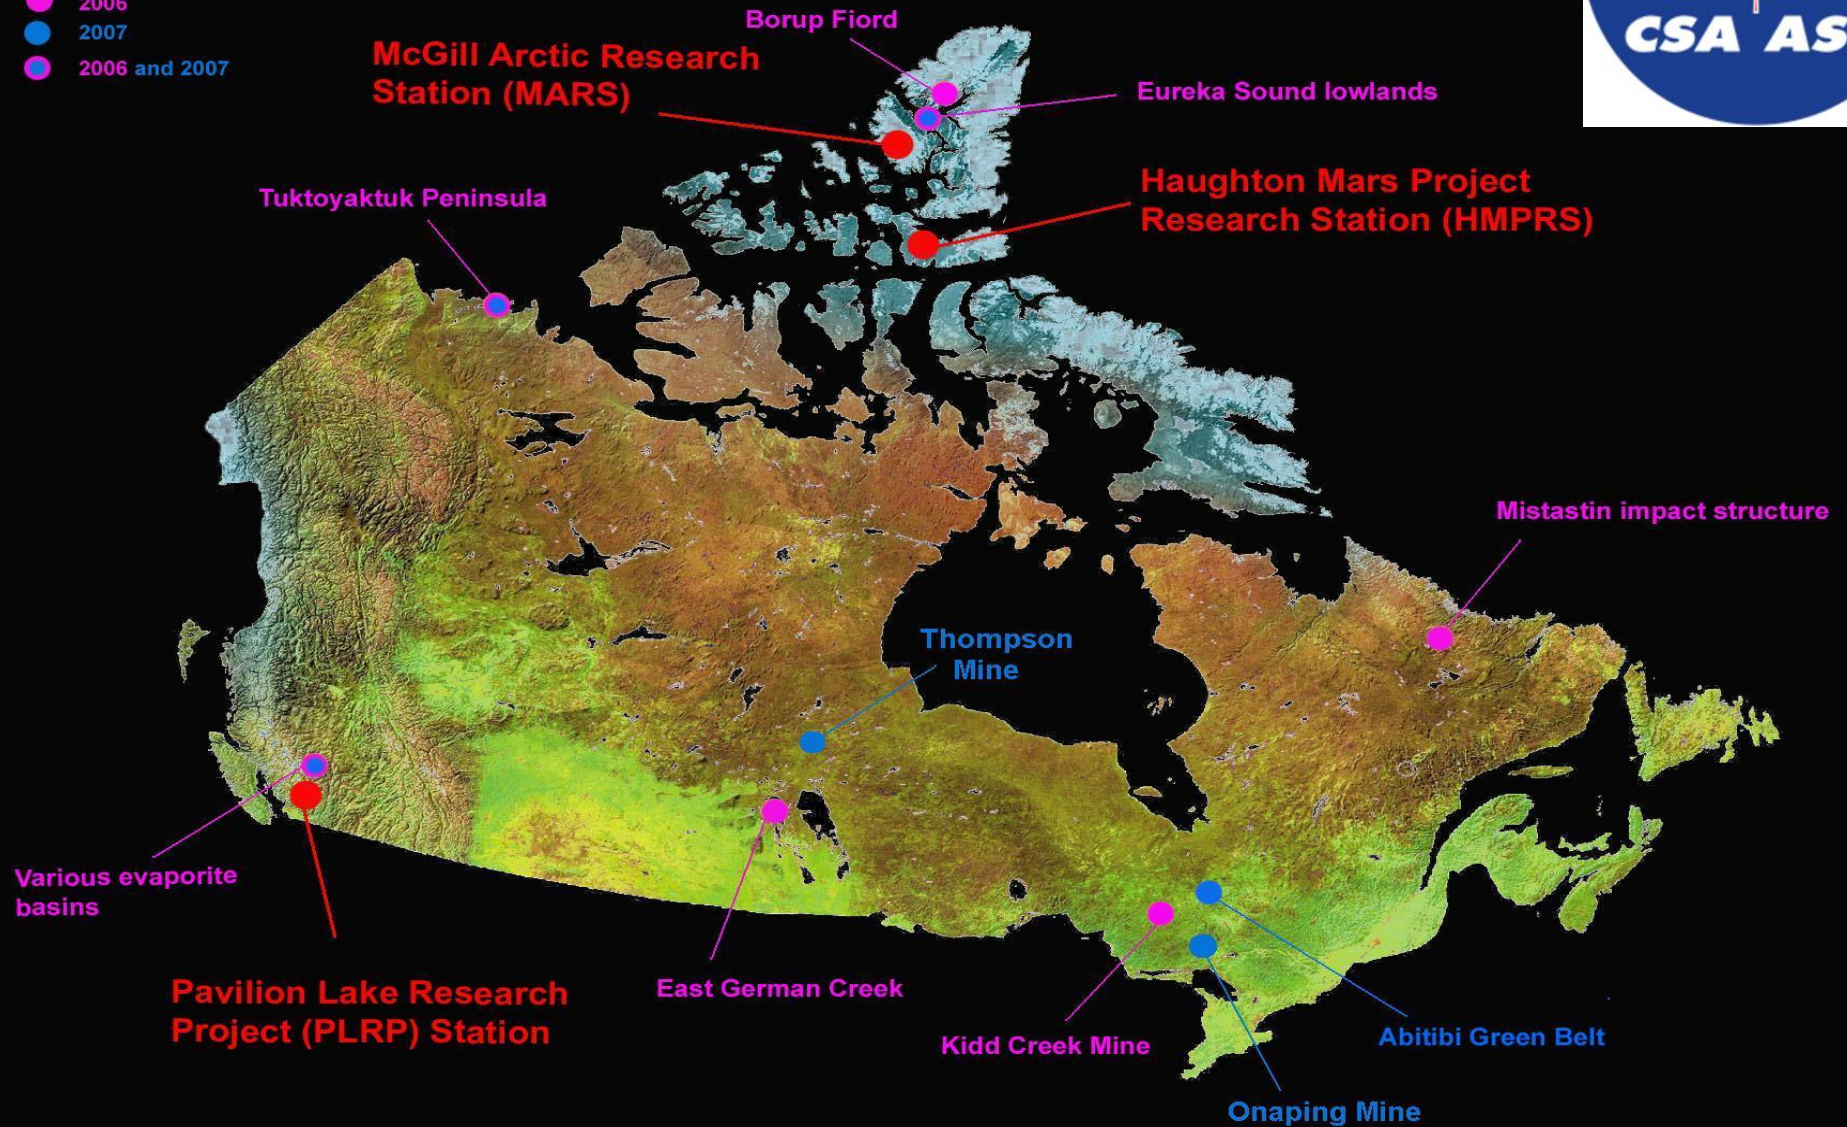 2006
2007
2006 and 2007
Borup Fiord
CSA AS
McGill Arctic Research
Station (MARS)
Eureka Sound lowlands
Haughton Mars Project
Research Station (HMPRS)
Tuktoyaktuk Peninsula
Mistastin impact structure
Thompson
Mine
Various evaporite
basins
Pavilion Lake Research
Project (PLRP) Station
East German Creek
Kidd Creek Mine
Abitibi Green Belt
Onaping Mine